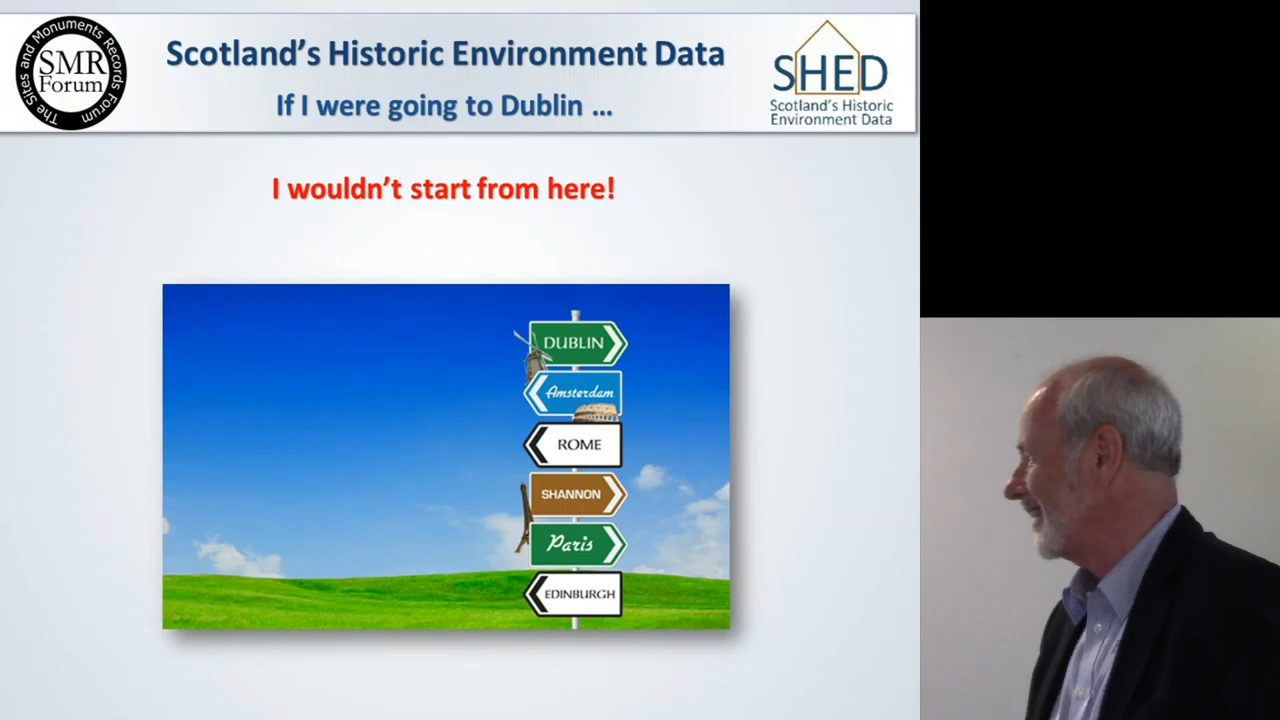 The Sites and Monuments Records Forum
SMR
Forum
Scotland's Historic Environment Data
If I were going to Dublin ...
SHED
Scotland's Historic
Environment Data
I wouldn't start from here!
DUBLIN
Amsterdam
ROME
SHANNON
Paris
EDINBURGH